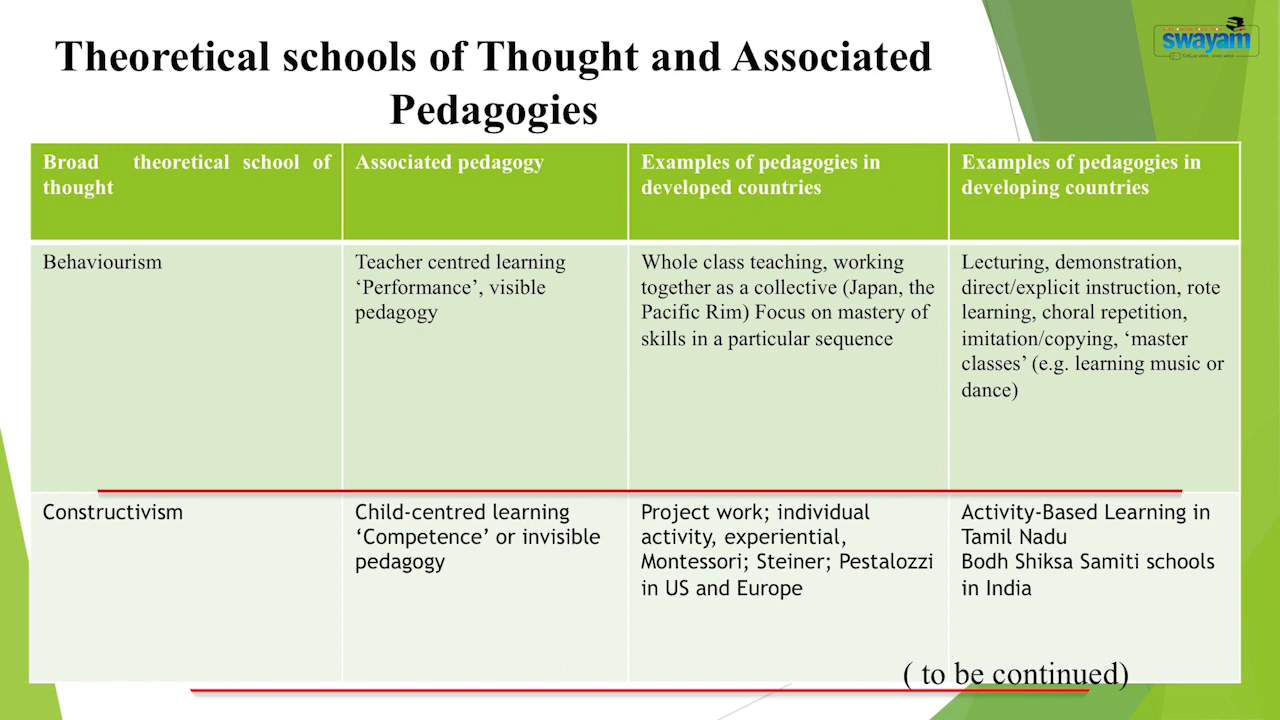 Theoretical schools of Thought and Associated
Pedagogies
swayam
Broad theoretical school of
thought
Associated pedagogy
Examples of pedagogies in
developed countries
Examples of pedagogies in
developing countries
Behaviourism
Teacher centred learning
‘Performance’, visible
pedagogy
Whole class teaching, working
together as a collective (Japan, the
Pacific Rim) Focus on mastery of
skills in a particular sequence
Lecturing, demonstration,
direct/explicit instruction, rote
learning, choral repetition,
imitation/copying, ‘master
classes’ (e.g. learning music or
dance)
Constructivism
Child-centred learning
‘Competence’ or invisible
pedagogy
Project work; individual
activity, experiential,
Montessori; Steiner; Pestalozzi
in US and Europe
Activity-Based Learning in
Tamil Nadu
Bodh Shiksa Samiti schools
in India
( to be continued)